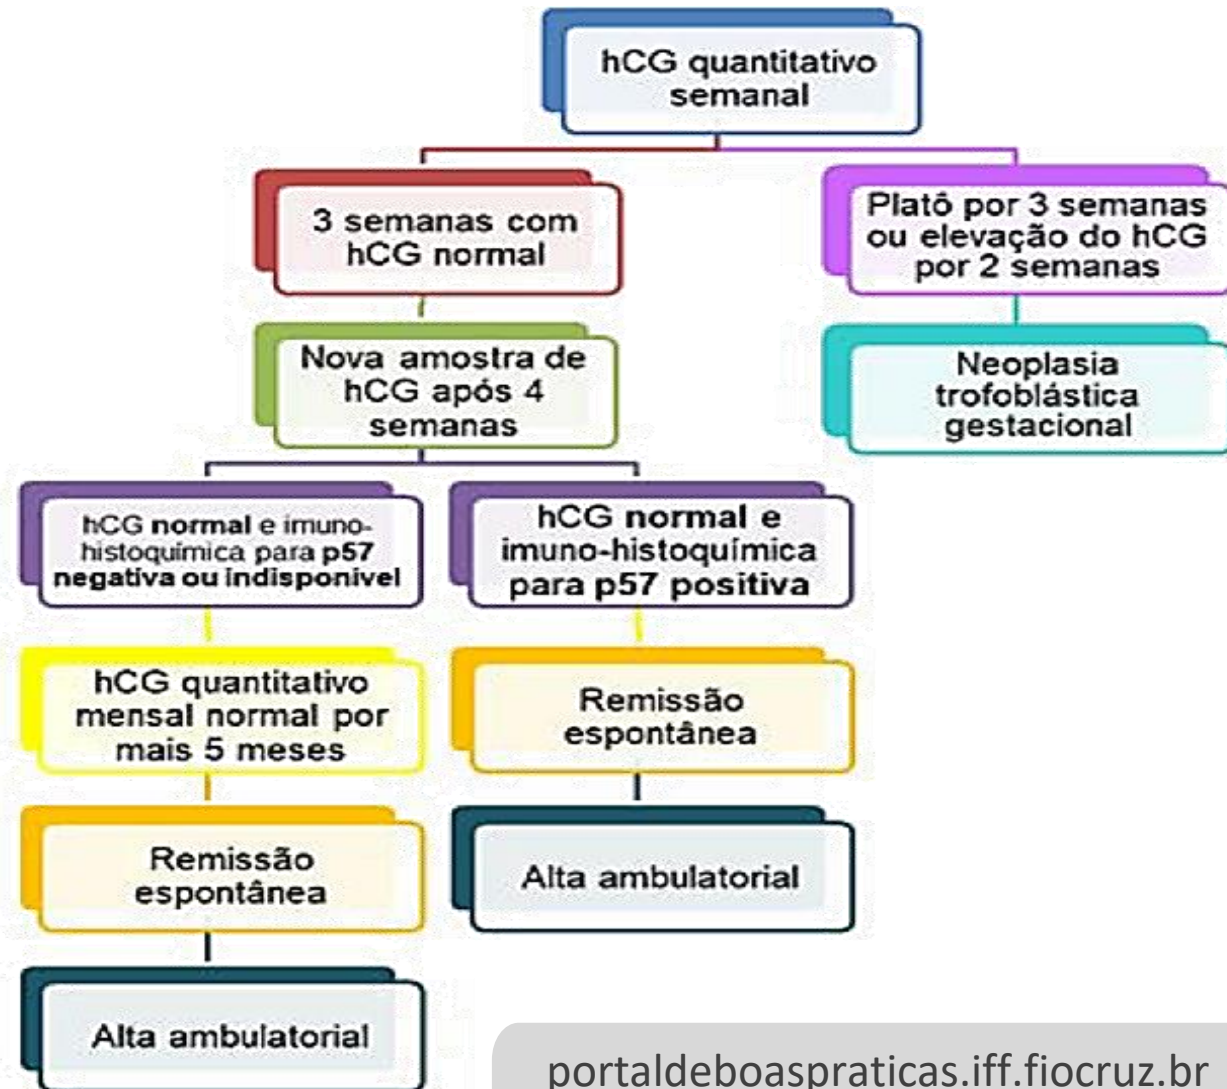 hCG quantitativo
semanal
3 semanas com
hCG normal
Platô por 3 semanas
ou elevação do hCG
por 2 semanas
Nova amostra de
hCG após 4
semanas
Neoplasia
trofoblástica
gestacional
hCG normal e imuno-
histoquímica para p57
negativa ou indisponível
hCG normal e
imuno-histoquímica
para p57 positiva
hCG quantitativo
mensal normal por
mais 5 meses
Remissão
espontânea
Remissão
espontânea
Alta ambulatorial
Alta ambulatorial
portaldeboaspraticas.iff.fiocruz.br